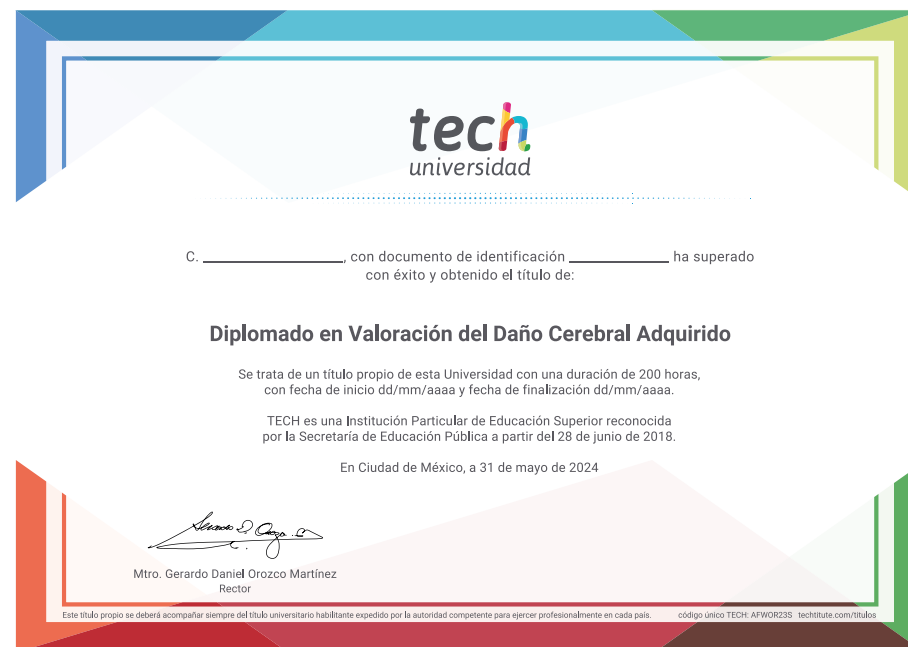 tech
universidad
C. ____________, con documento de identificación ____________ ha superado
con éxito y obtenido el título de:
Diplomado en Valoración del Daño Cerebral Adquirido
Se trata de un título propio de esta Universidad con una duración de 200 horas,
con fecha de inicio dd/mm/aaaa y fecha de finalización dd/mm/aaaa.
TECH es una Institución Particular de Educación Superior reconocida
por la Secretaría de Educación Pública a partir del 28 de junio de 2018.
En Ciudad de México, a 31 de mayo de 2024
Mtro. Gerardo Daniel Orozco Martínez
Rector
Este título propio se deberá acompañar siempre del título universitario habilitante expedido por la autoridad competente para ejercer profesionalmente en cada país. código único TECH: AFWOR23S techtitute.com/titulos